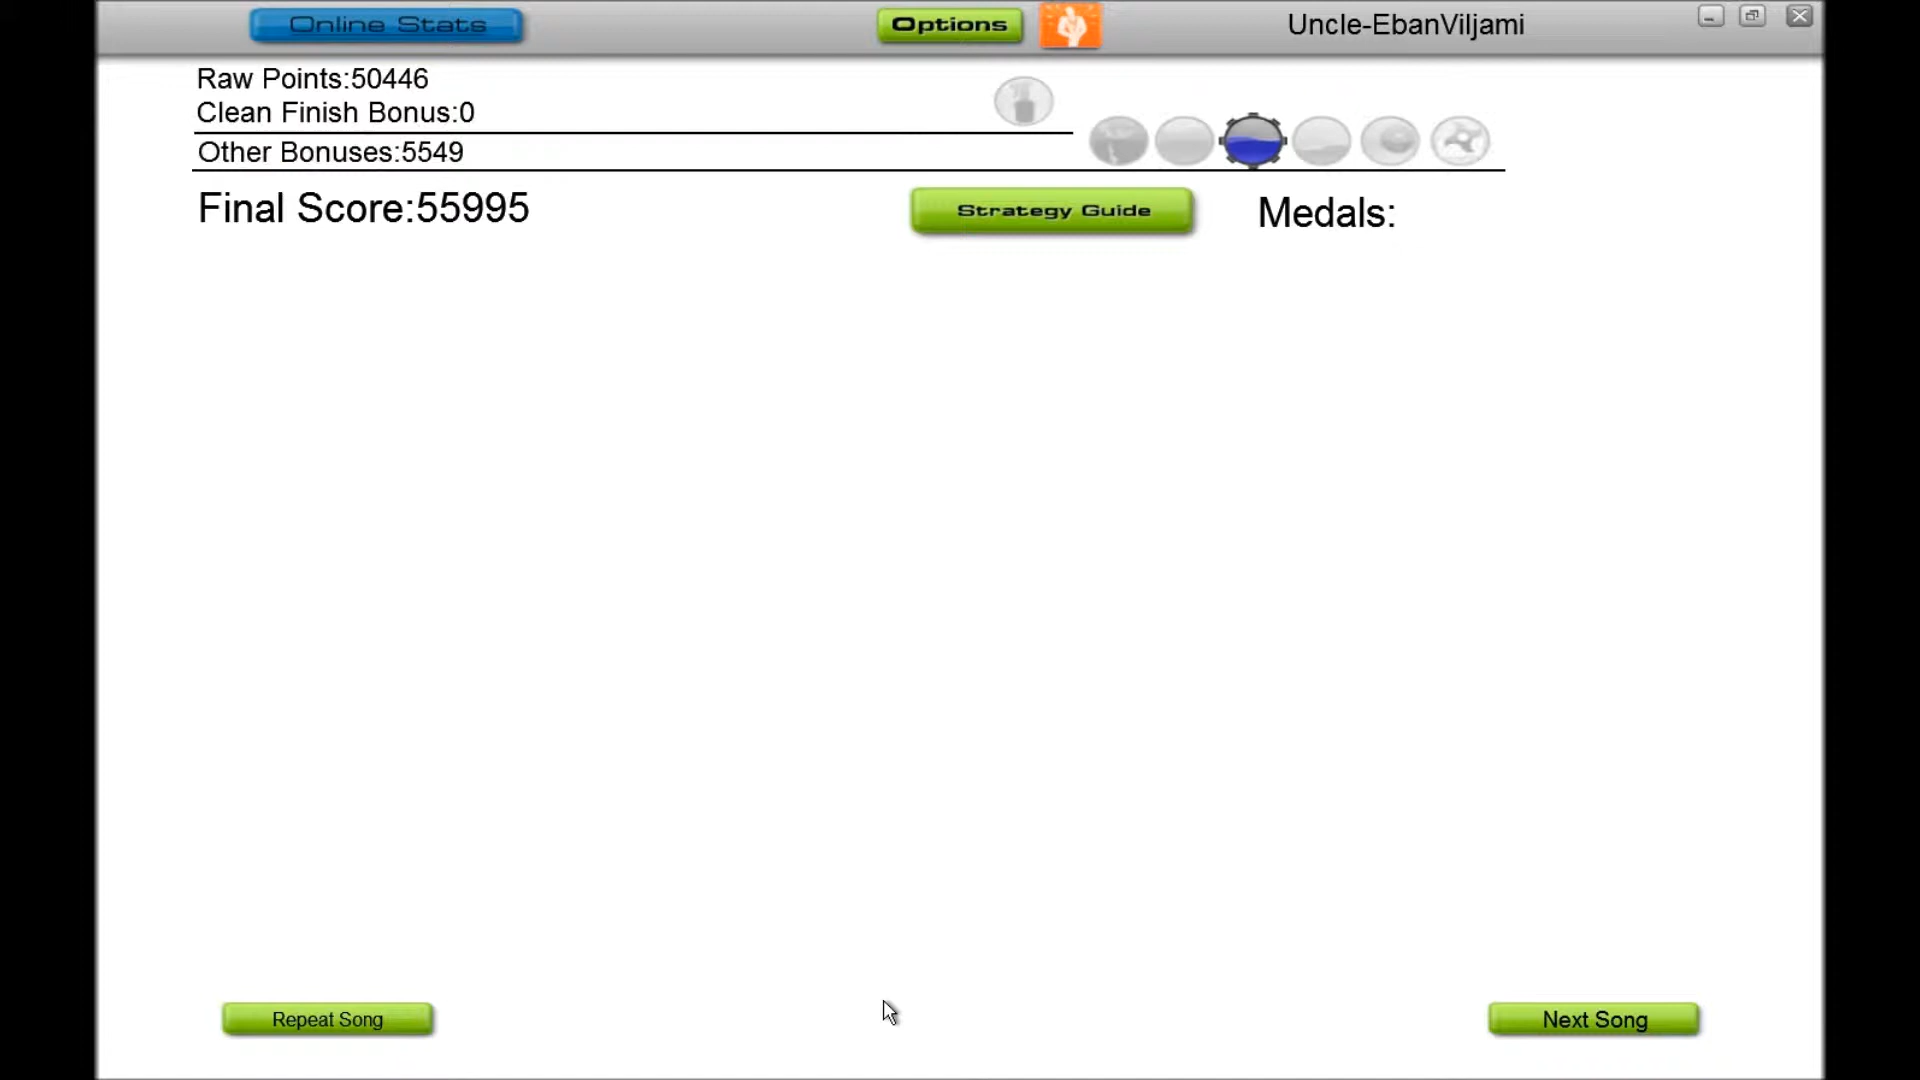 Online Stats
Options
Uncle-EbanViljami
Raw Points:50446
Clean Finish Bonus:0
Other Bonuses:5549
Final Score:55995
Strategy Guide
Medals:
Repeat Song
Next Song